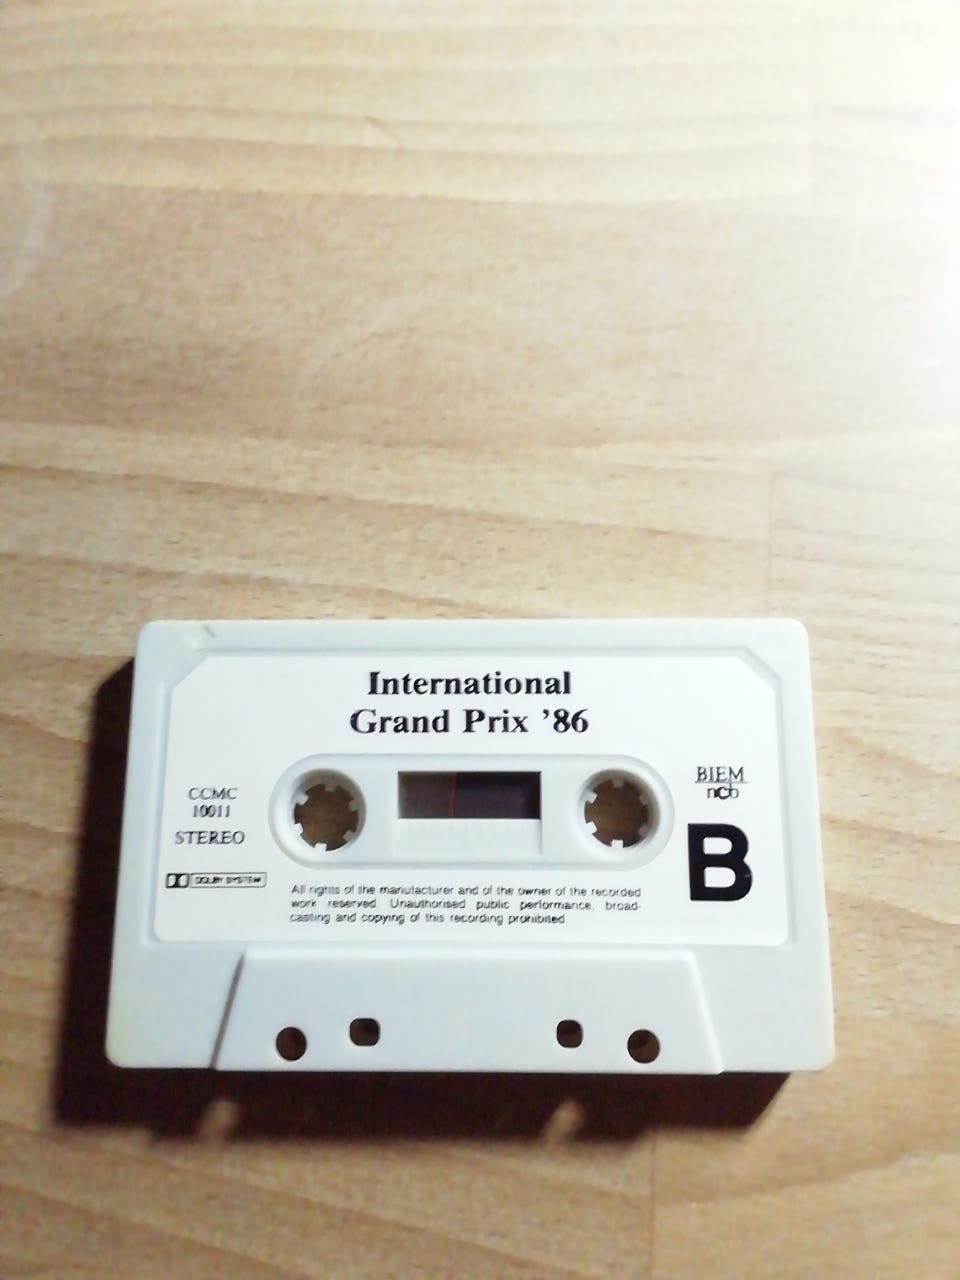 International
Grand Prix ’86
CCMC
10011
STEREO
DOLBY SYSTEM
BIEM
ncb
B
All rights of the manufacturer and of the owner of the recorded
work reserved. Unauthorised public performance, broad-
casting and copying of this recording prohibited.